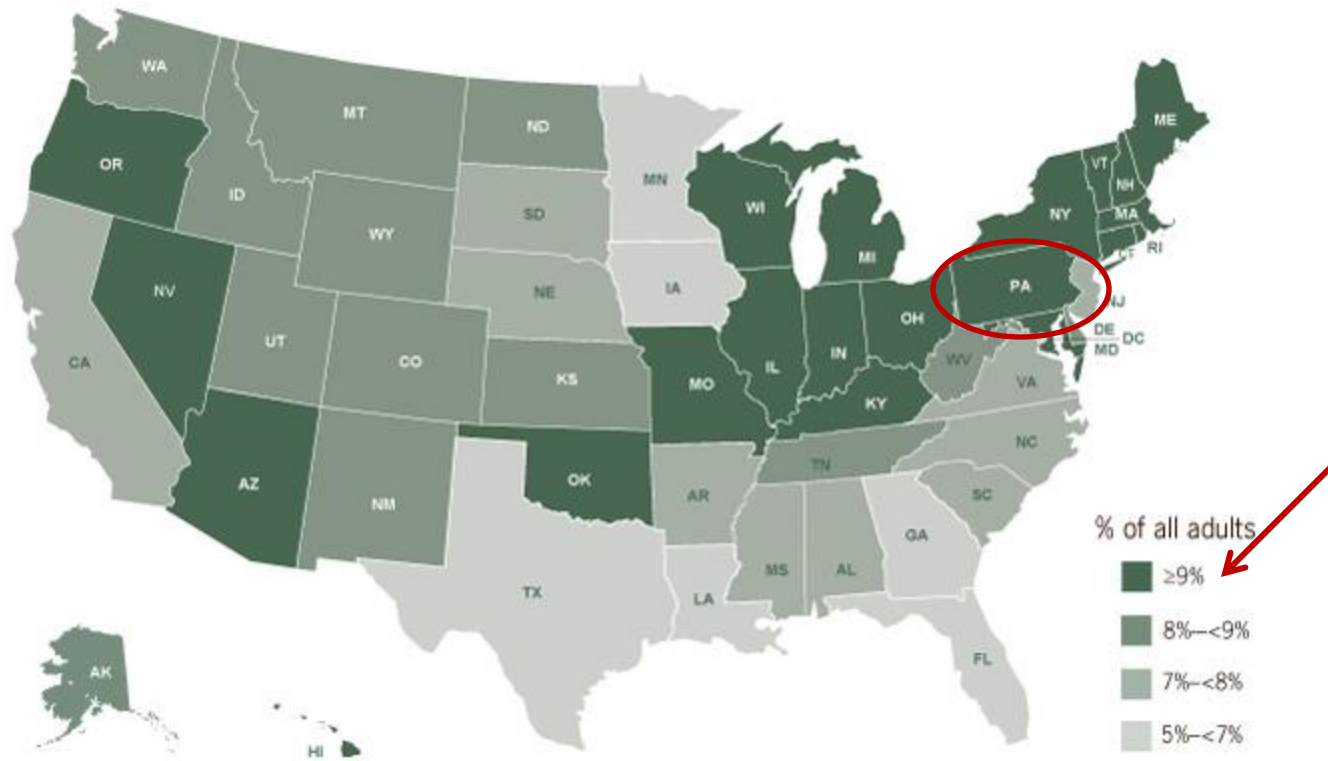 WA
MT
ND
ME
OR
ID
MN
VT
NH
WI
SD
NY
MA
WY
MI
RI
CT
NV
NE
IA
PA
NJ
OH
UT
IN
DE
DC
CA
CO
IL
WV
MD
KS
MO
VA
KY
NC
AZ
OK
TN
NM
AR
SC
GA
% of all adults
MS
AL
≥9%
TX
LA
8%–<9%
FL
AK
7%–<8%
HI
5%–<7%